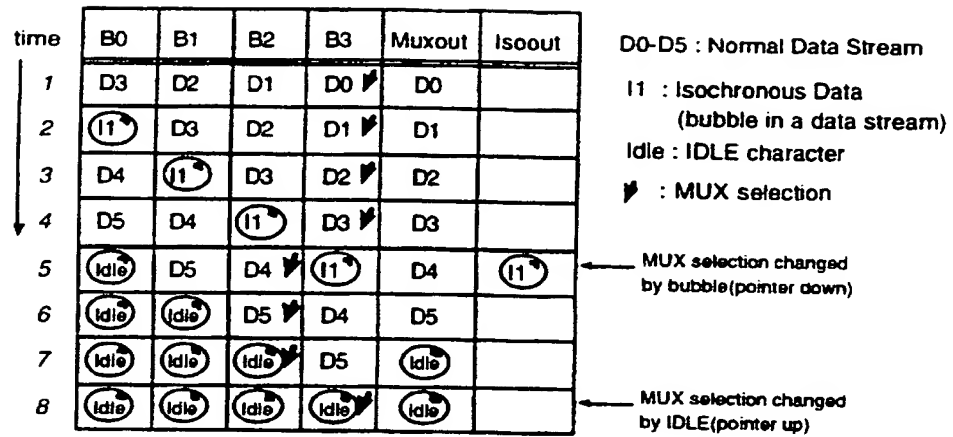 time B0 B1 B2 B3 Muxout Isoout
1 D3 D2 D1 D0 D0
2 I1 D3 D2 D1 D1
3 D4 I1 D3 D2 D2
4 D5 D4 I1 D3 D3
5 Idle D5 D4 I1 D4 I1
6 Idle Idle D5 D4 D5
7 Idle Idle Idle D5 Idle
8 Idle Idle Idle Idle Idle
D0-D5 : Normal Data Stream
I1 : Isochronous Data
(bubble in a data stream)
Idle : IDLE character
: MUX selection
MUX selection changed
by bubble(pointer down)
MUX selection changed
by IDLE(pointer up)